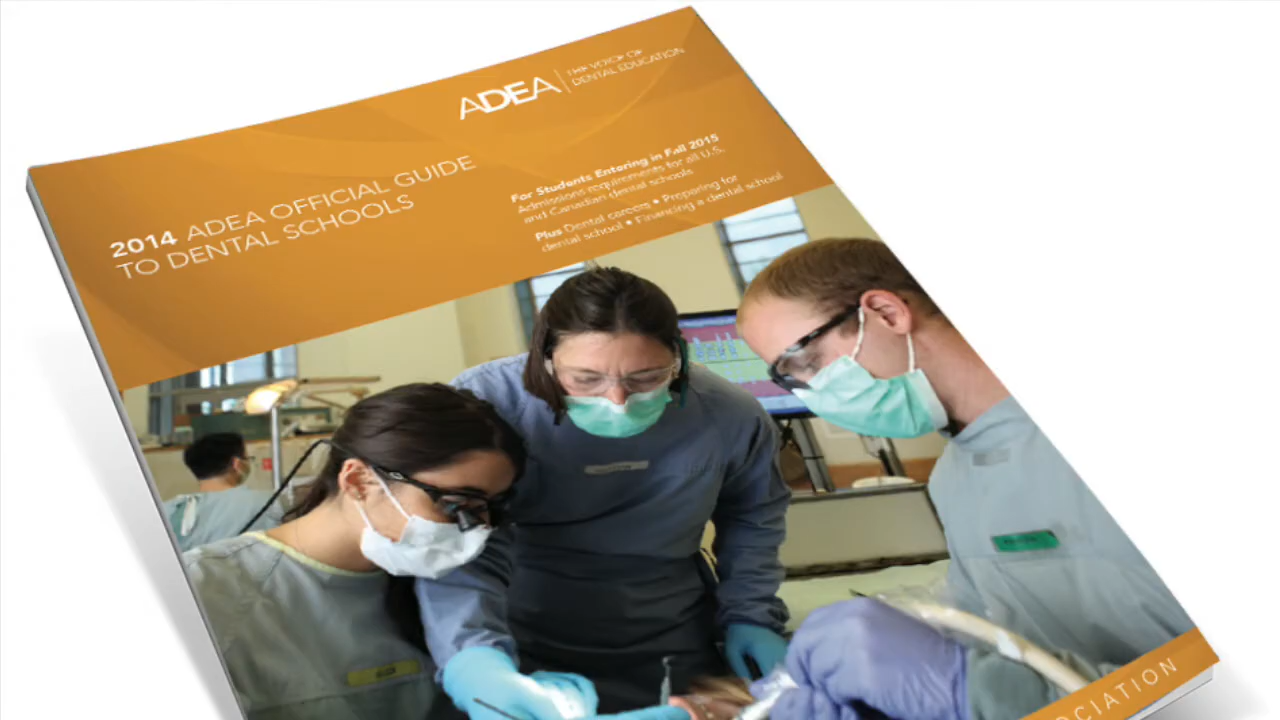 ADEA
THE VOICE OF
DENTAL EDUCATION
2014 ADEA OFFICIAL GUIDE
TO DENTAL SCHOOLS
For Students Entering in Fall 2015
Admissions requirements for all U.S.
and Canadian dental schools
Plus Dental careers • Preparing for
dental school • Financing a dental school